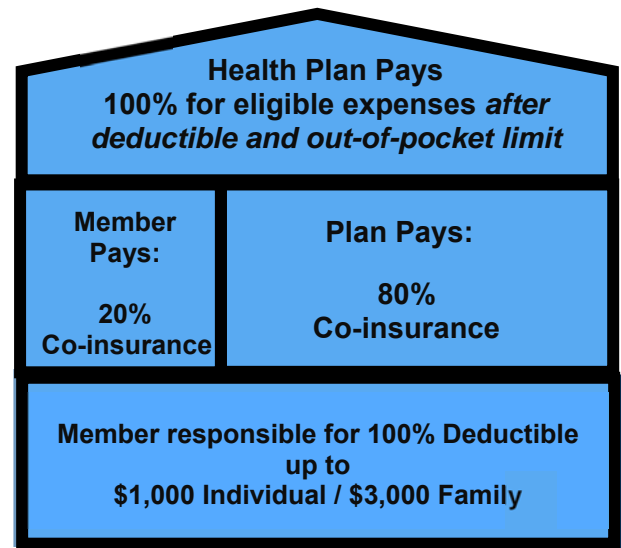 Health Plan Pays
100% for eligible expenses after
deductible and out-of-pocket limit
Member
Pays:
20%
Co-insurance
Plan Pays:
80%
Co-insurance
Member responsible for 100% Deductible
up to
$1,000 Individual / $3,000 Family